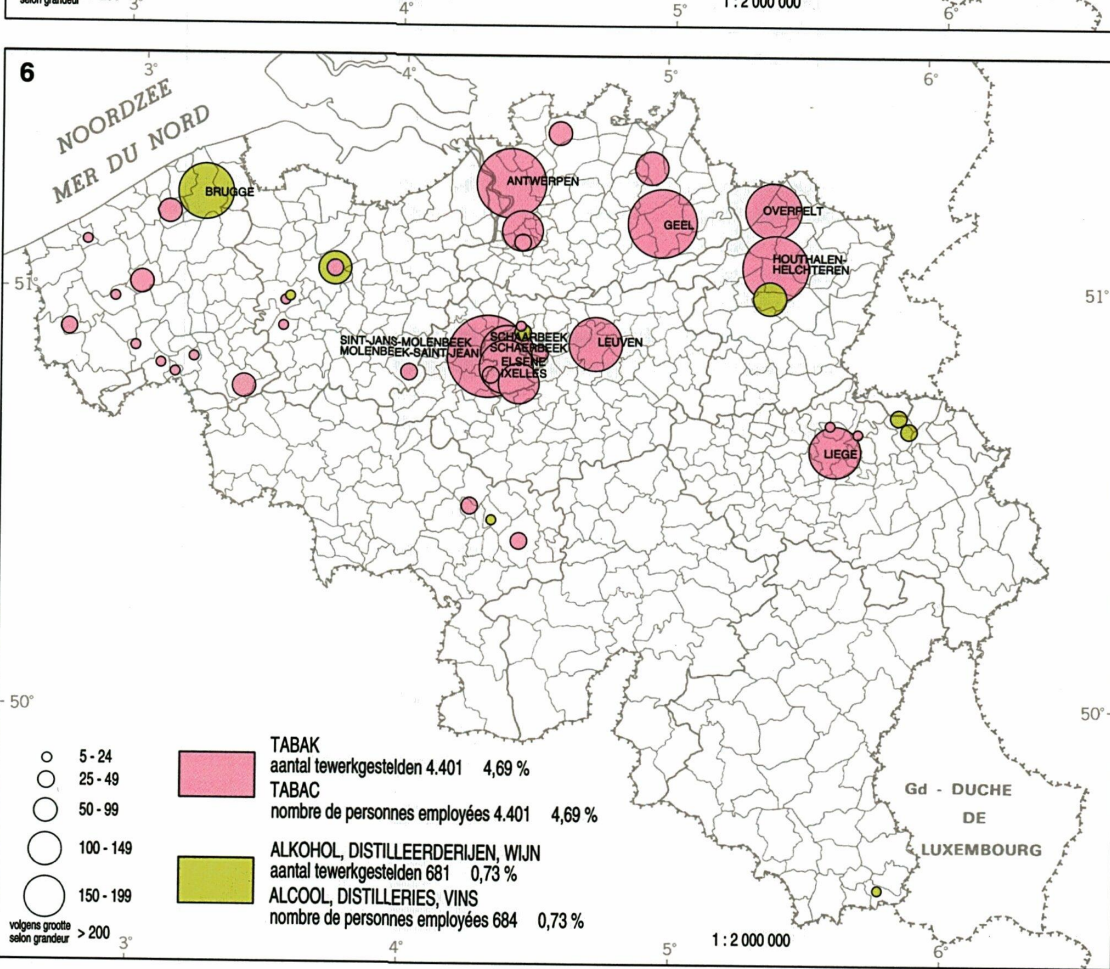 selon grandeur
3°
4°
5°
1 : 2 000 000
6°
6
3°
4°
5°
6°
NOORDZEE
MER DU NORD
BRUGGE
ANTWERPEN
GEEL
OVERPELT
HOUTHALEN-
HELCHTEREN
51°
51°
SINT-JANS-MOLENBEEK
MOLENBEEK-SAINT-JEAN
SCHAARBEEK
SCHAERBEEK
ELSENE
IXELLES
LEUVEN
LIEGE
50°
50°
5 - 24
25 - 49
50 - 99
100 - 149
150 - 199
volgens grootte
selon grandeur > 200
TABAK
aantal tewerkgestelden 4.401 4,69 %
TABAC
nombre de personnes employées 4.401 4,69 %
ALKOHOL, DISTILLEERDERIJEN, WIJN
aantal tewerkgestelden 681 0,73 %
ALCOOL, DISTILLERIES, VINS
nombre de personnes employées 684 0,73 %
Gd - DUCHE
DE
LUXEMBOURG
1 : 2 000 000
3°
4°
5°
6°